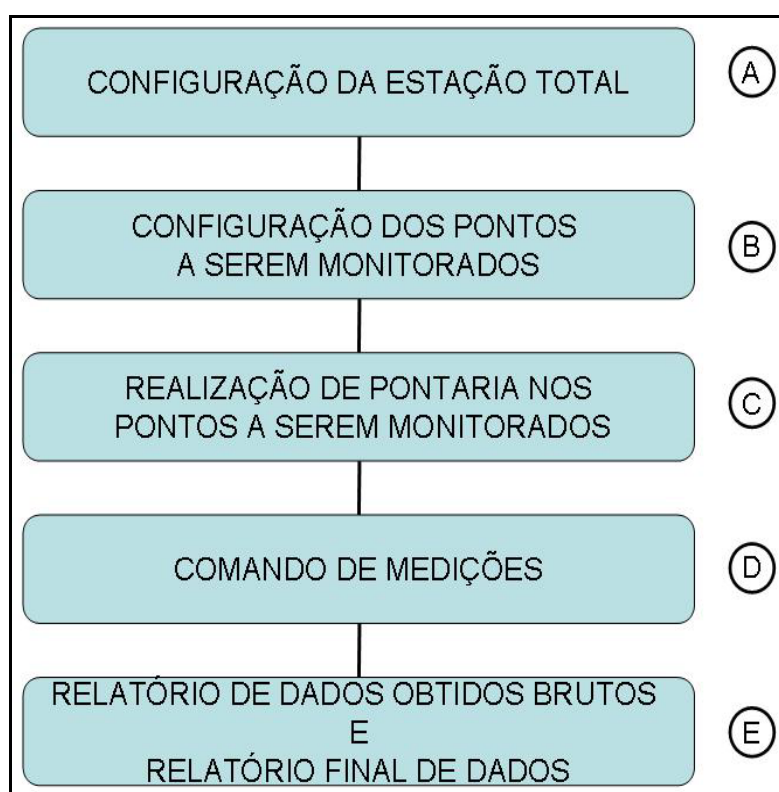 CONFIGURAÇÃO DA ESTAÇÃO TOTAL
A
CONFIGURAÇÃO DOS PONTOS
A SEREM MONITORADOS
B
REALIZAÇÃO DE PONTARIA NOS
PONTOS A SEREM MONITORADOS
C
COMANDO DE MEDIÇÕES
D
RELATÓRIO DE DADOS OBTIDOS BRUTOS
E
RELATÓRIO FINAL DE DADOS
E